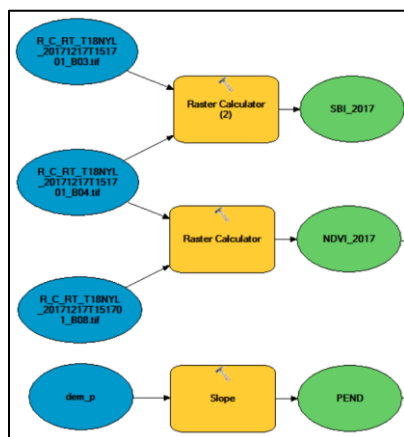 R_C_RT_T18NYL
_20171217T1517
01_B03.tif
Raster Calculator
(2)
SBI_2017
R_C_RT_T18NYL
_20171217T1517
01_B04.tif
Raster Calculator
NDVI_2017
R_C_RT_T18NYL
_20171217T15170
1_B08.tif
dem_p
Slope
PEND